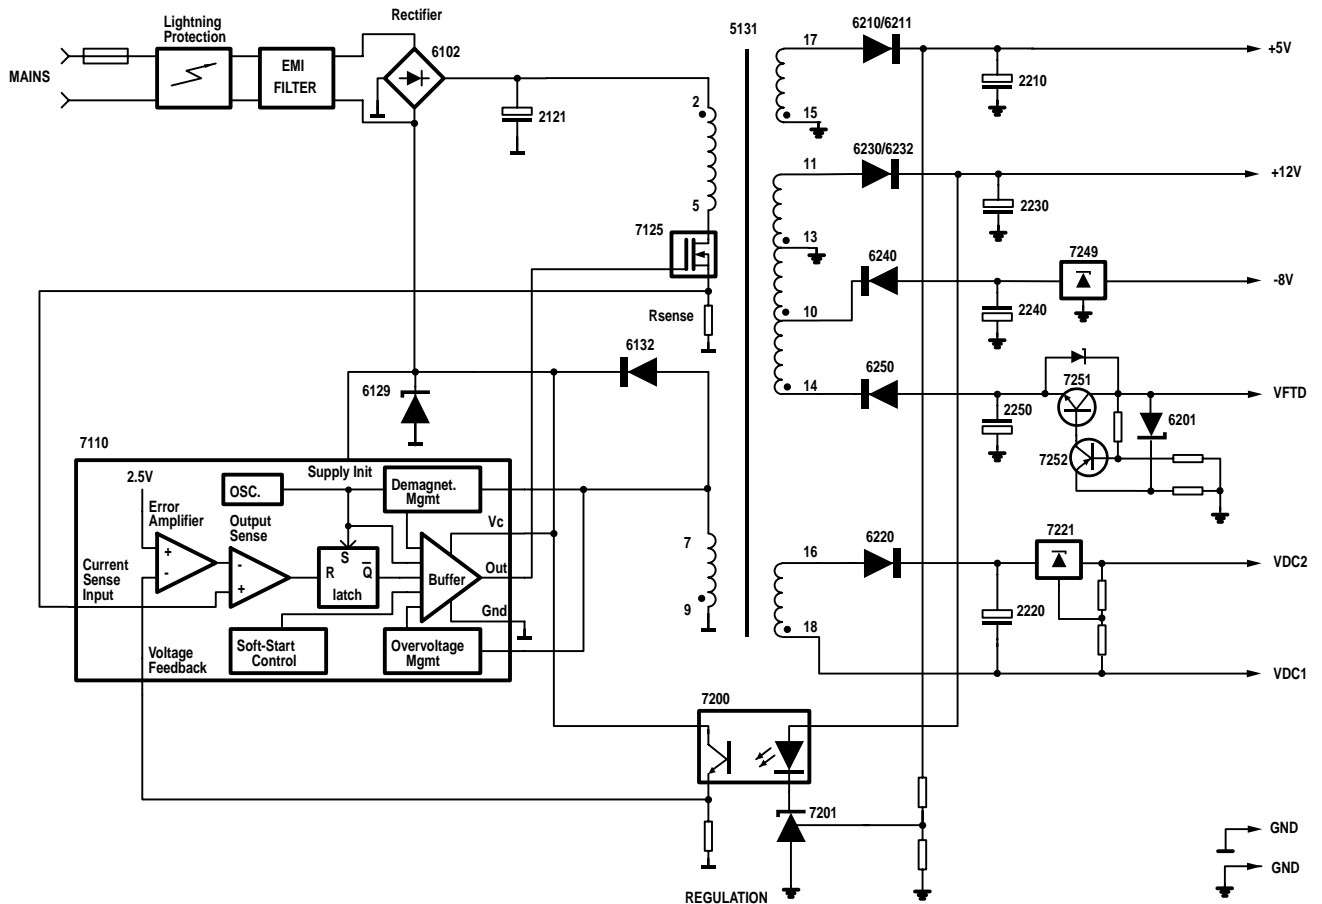 Rectifier
Lightning
Protection
6102
MAINS
EMI
FILTER
2121
2
5
7125
Rsense
5131
17
15
6210/6211
2210
+5V
11
13
6230/6232
2230
+12V
10
6240
2240
7249
-8V
14
6250
2250
7251
7252
6201
VFTD
6132
6129
7110
2.5V
Supply Init
OSC.
Demagnet.
Mgmt
Error
Amplifier
Output
Sense
Vc
+
-
-
+
Current
Sense
Input
S
R
Q
latch
Buffer
Out
Gnd
Soft-Start
Control
Overvoltage
Mgmt
Voltage
Feedback
7
9
16
18
6220
2220
7221
VDC2
VDC1
7200
7201
REGULATION
GND
GND